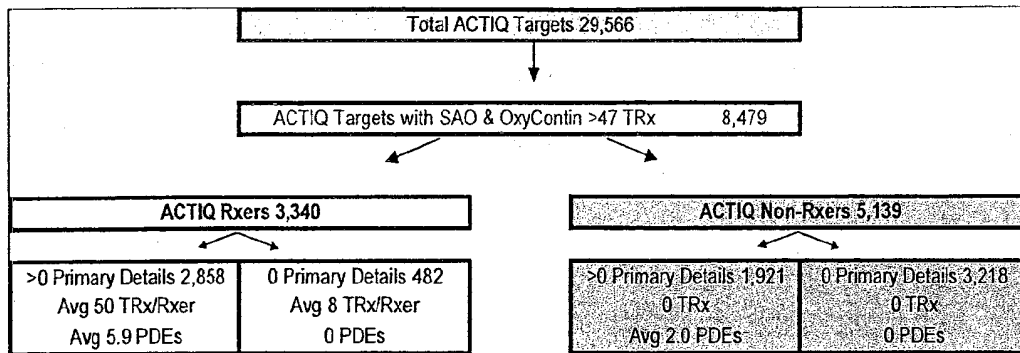 Total ACTIQ Targets 29,566
ACTIQ Targets with SAO & OxyContin >47 TRx 8,479
ACTIQ Rxers 3,340
ACTIQ Non-Rxers 5,139
>0 Primary Details 2,858
Avg 50 TRx/Rxer
Avg 5.9 PDEs
0 Primary Details 482
Avg 8 TRx/Rxer
0 PDEs
>0 Primary Details 1,921
0 TRx
Avg 2.0 PDEs
0 Primary Details 3,218
0 TRx
0 PDEs